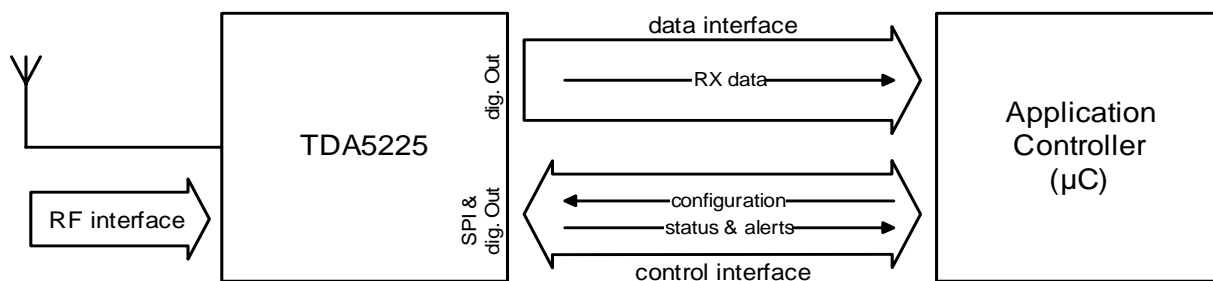 data interface
dig. Out
RX data
TDA5225
Application
Controller
(µC)
RF interface
SPI &
dig. Out
configuration
status & alerts
control interface